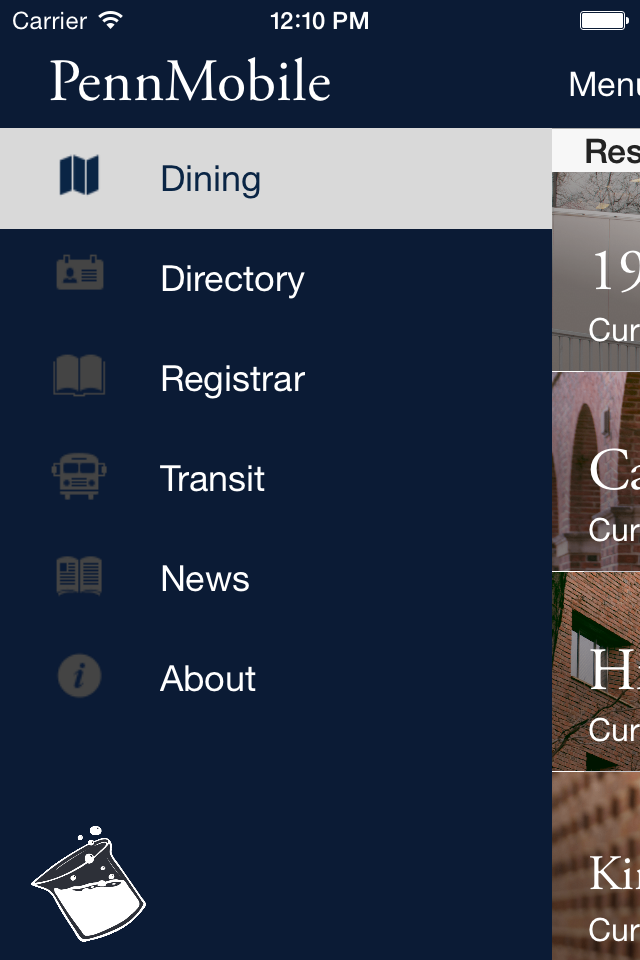 Carrier 12:10 PM
PennMobile
Menu
Dining
Directory
Registrar
Transit
News
About
Res
19
Cur
Ca
Cur
Cur
Cur